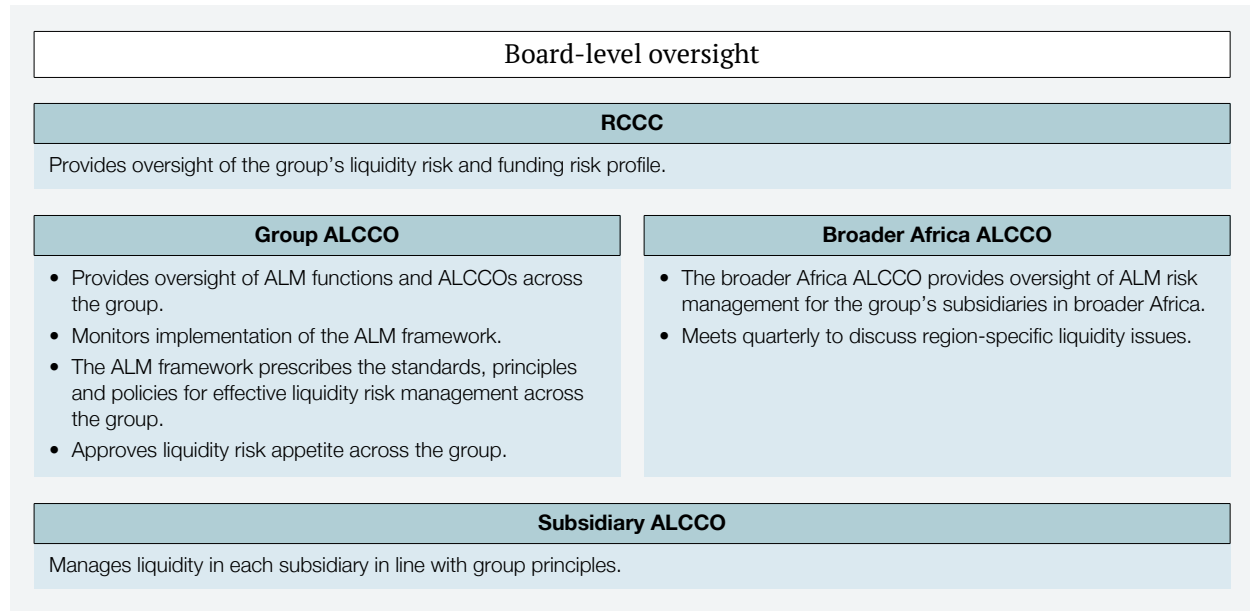 Board-level oversight
RCCC
Provides oversight of the group’s liquidity risk and funding risk profile.
Group ALCCO
• Provides oversight of ALM functions and ALCCOs across
the group.
• Monitors implementation of the ALM framework.
• The ALM framework prescribes the standards, principles
and policies for effective liquidity risk management across
the group.
• Approves liquidity risk appetite across the group.
Broader Africa ALCCO
• The broader Africa ALCCO provides oversight of ALM risk
management for the group’s subsidiaries in broader Africa.
• Meets quarterly to discuss region-specific liquidity issues.
Subsidiary ALCCO
Manages liquidity in each subsidiary in line with group principles.